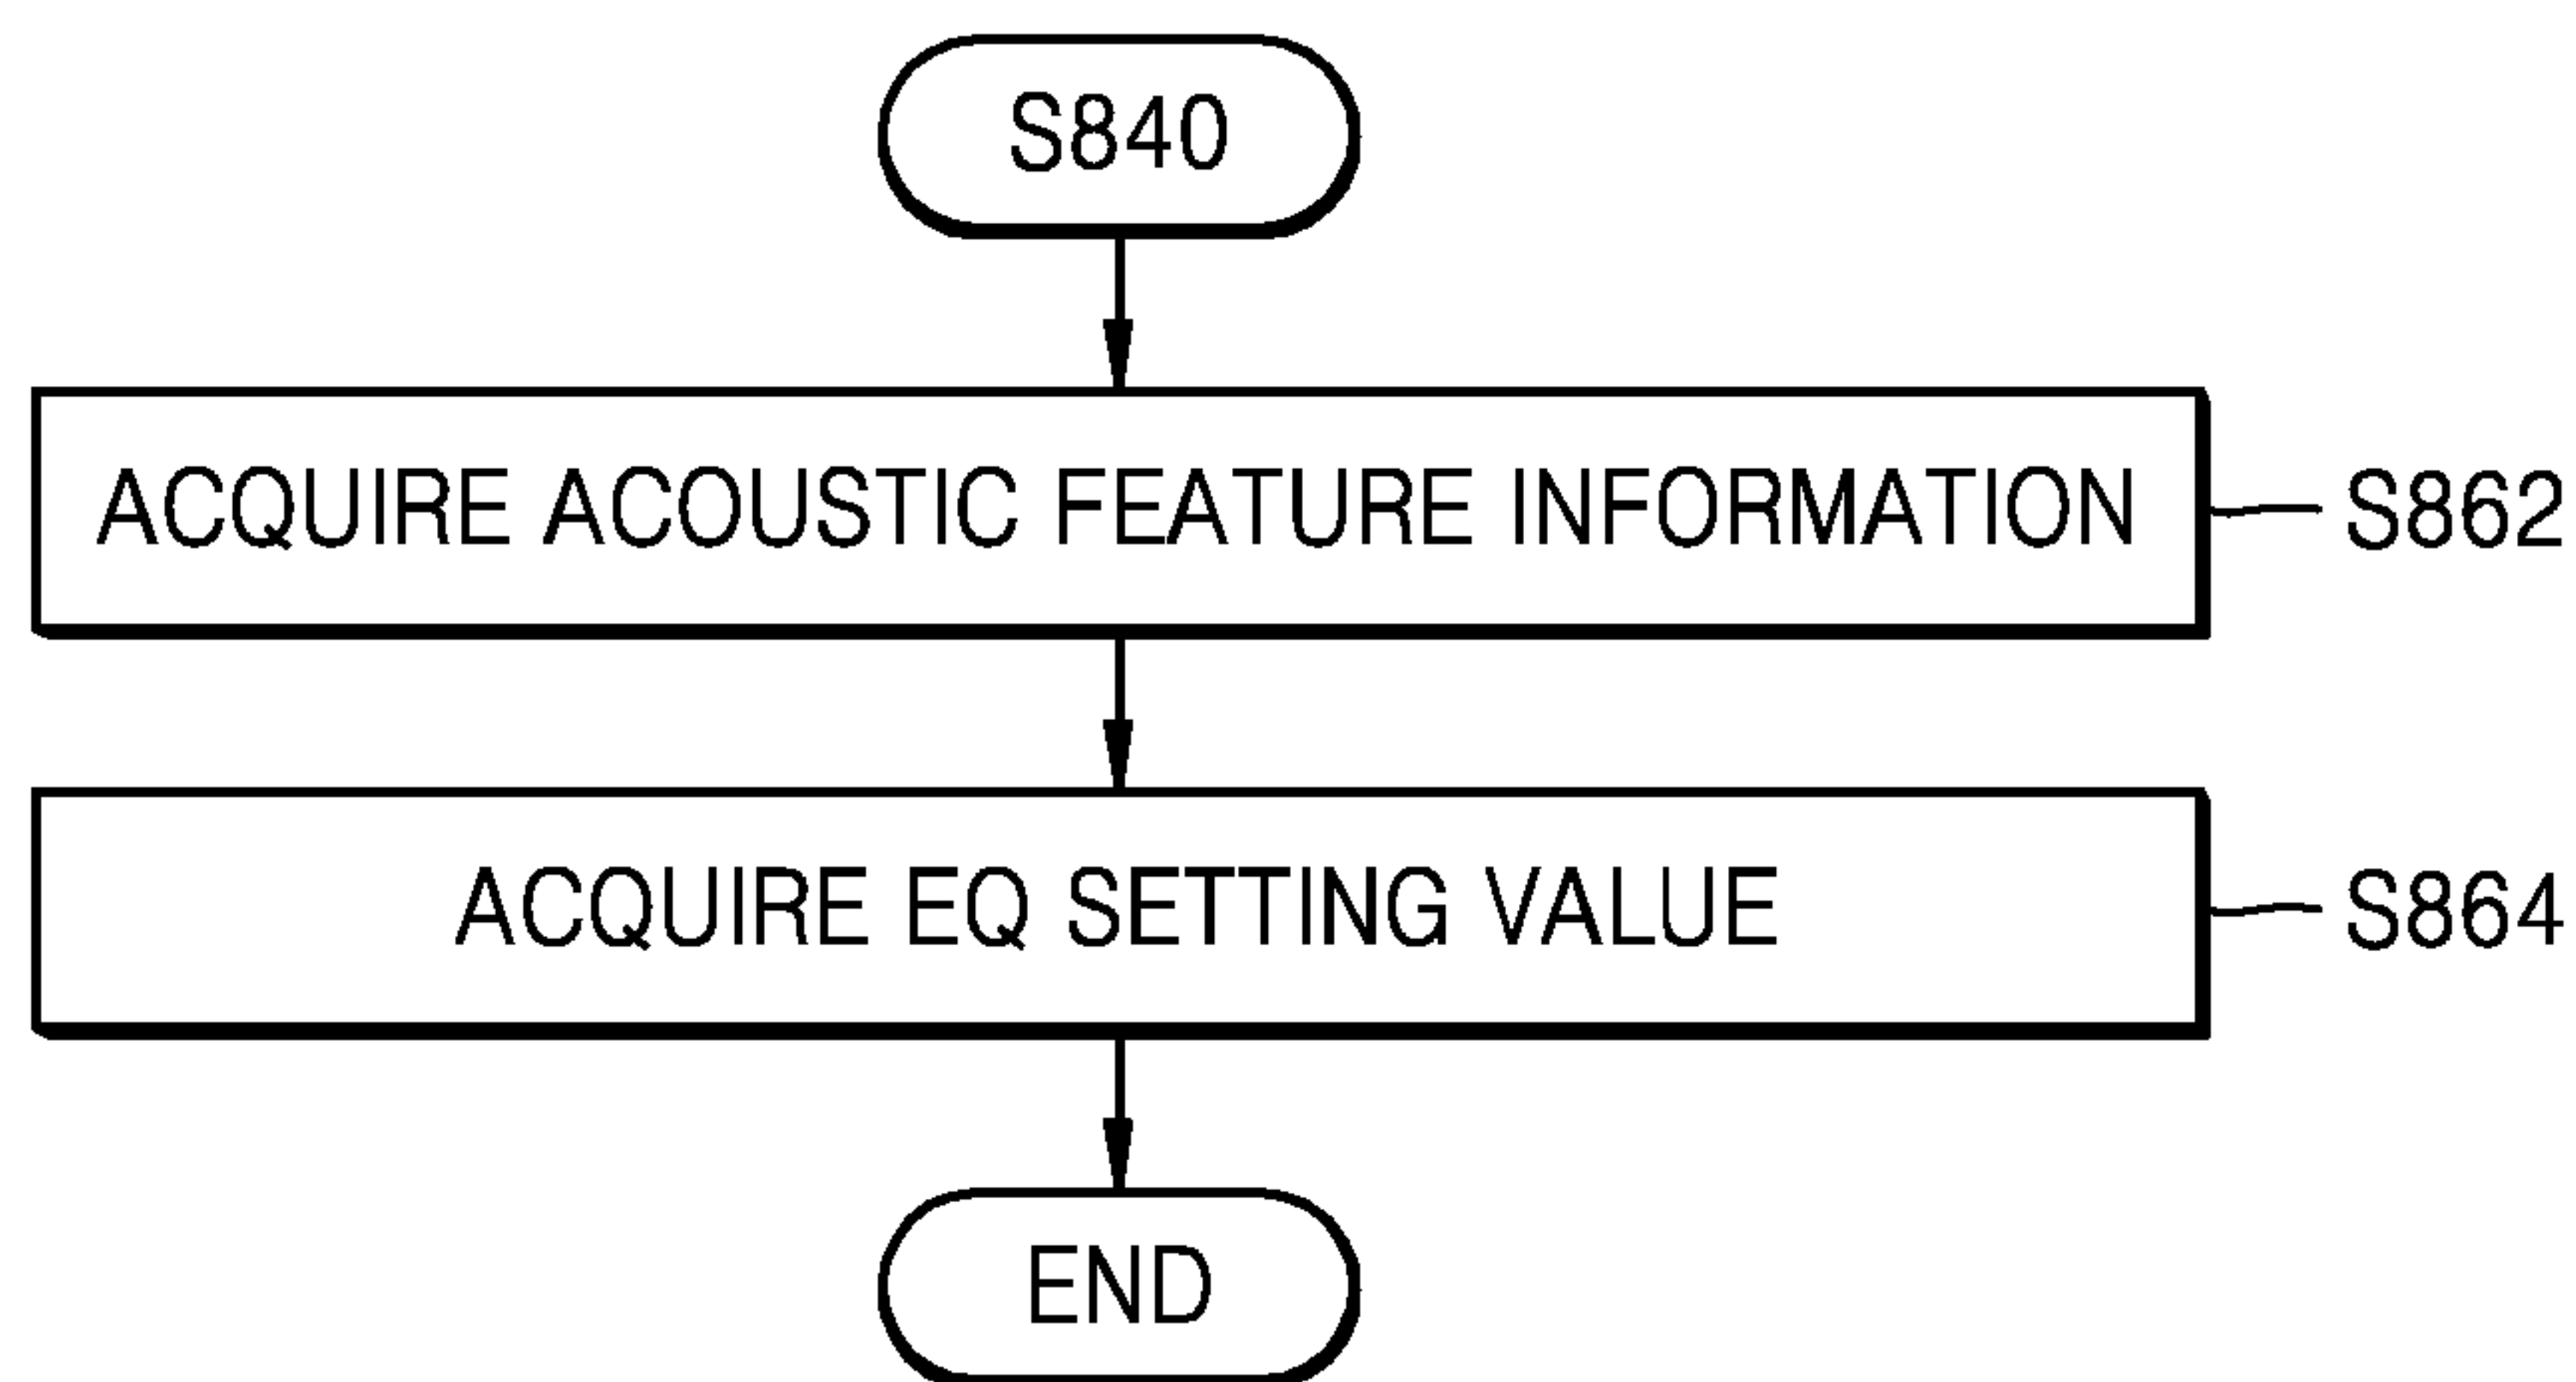 S840
ACQUIRE ACOUSTIC FEATURE INFORMATION
S862
ACQUIRE EQ SETTING VALUE
S864
END